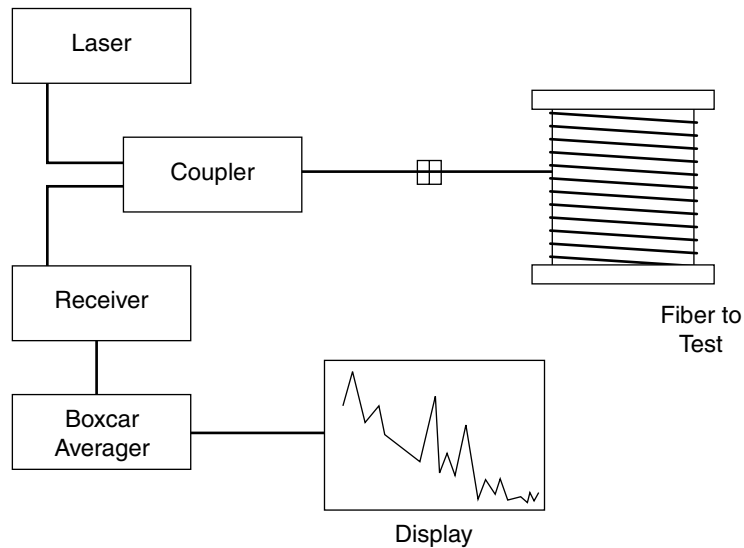 Laser
Coupler
Receiver
Fiber to
Test
Boxcar
Averager
Display